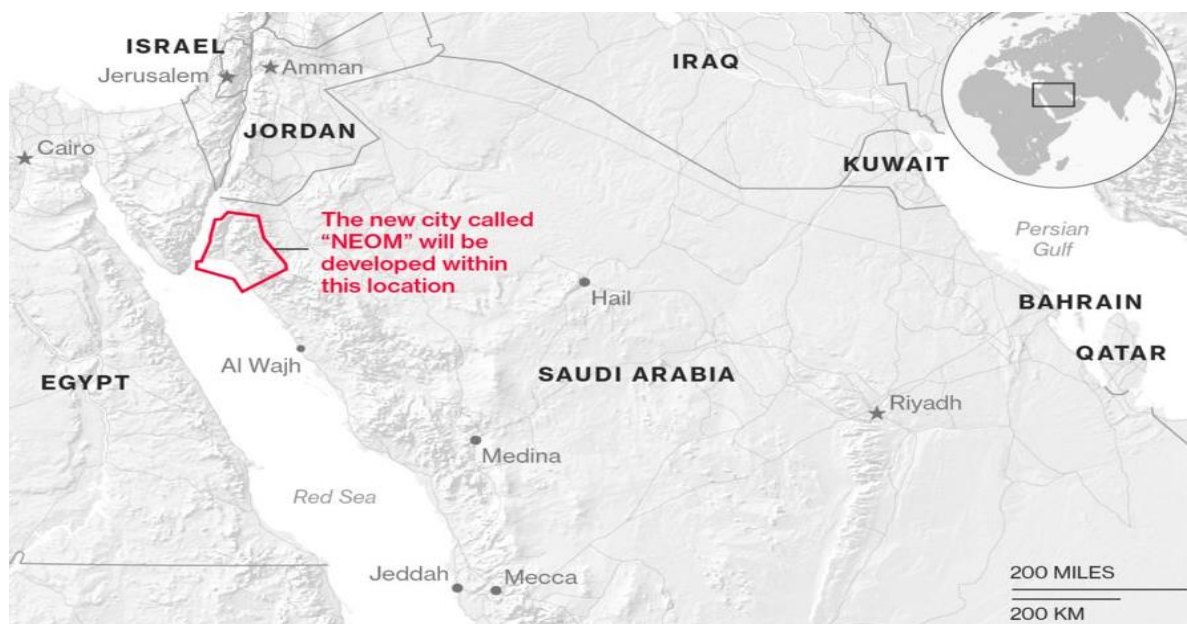 ISRAEL
Jerusalem
Amman
IRAQ
JORDAN
Cairo
KUWAIT
The new city called
“NEOM” will be
developed within
this location
Persian
Gulf
Hail
BAHRAIN
Al Wajh
QATAR
EGYPT
SAUDI ARABIA
Riyadh
Medina
Red Sea
Jeddah
Mecca
200 MILES
200 KM